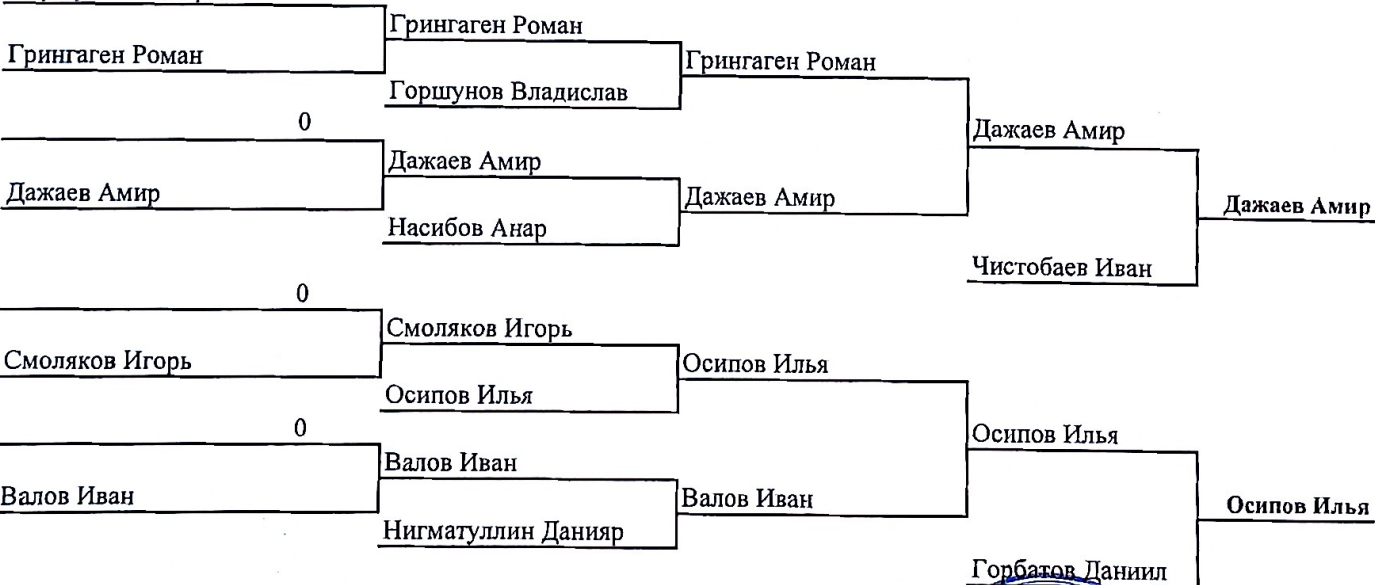 Грингаген Роман
Грингаген Роман
Грингаген Роман
Горшунов Владислав
0
Дажаев Амир
Дажаев Амир
Дажаев Амир
Дажаев Амир
Дажаев Амир
Насибов Анар
Чистобаев Иван
0
Смоляков Игорь
Смоляков Игорь
Осипов Илья
Осипов Илья
0
Осипов Илья
Валов Иван
Валов Иван
Валов Иван
Осипов Илья
Нигматуллин Данияр
Горбатов Даниил